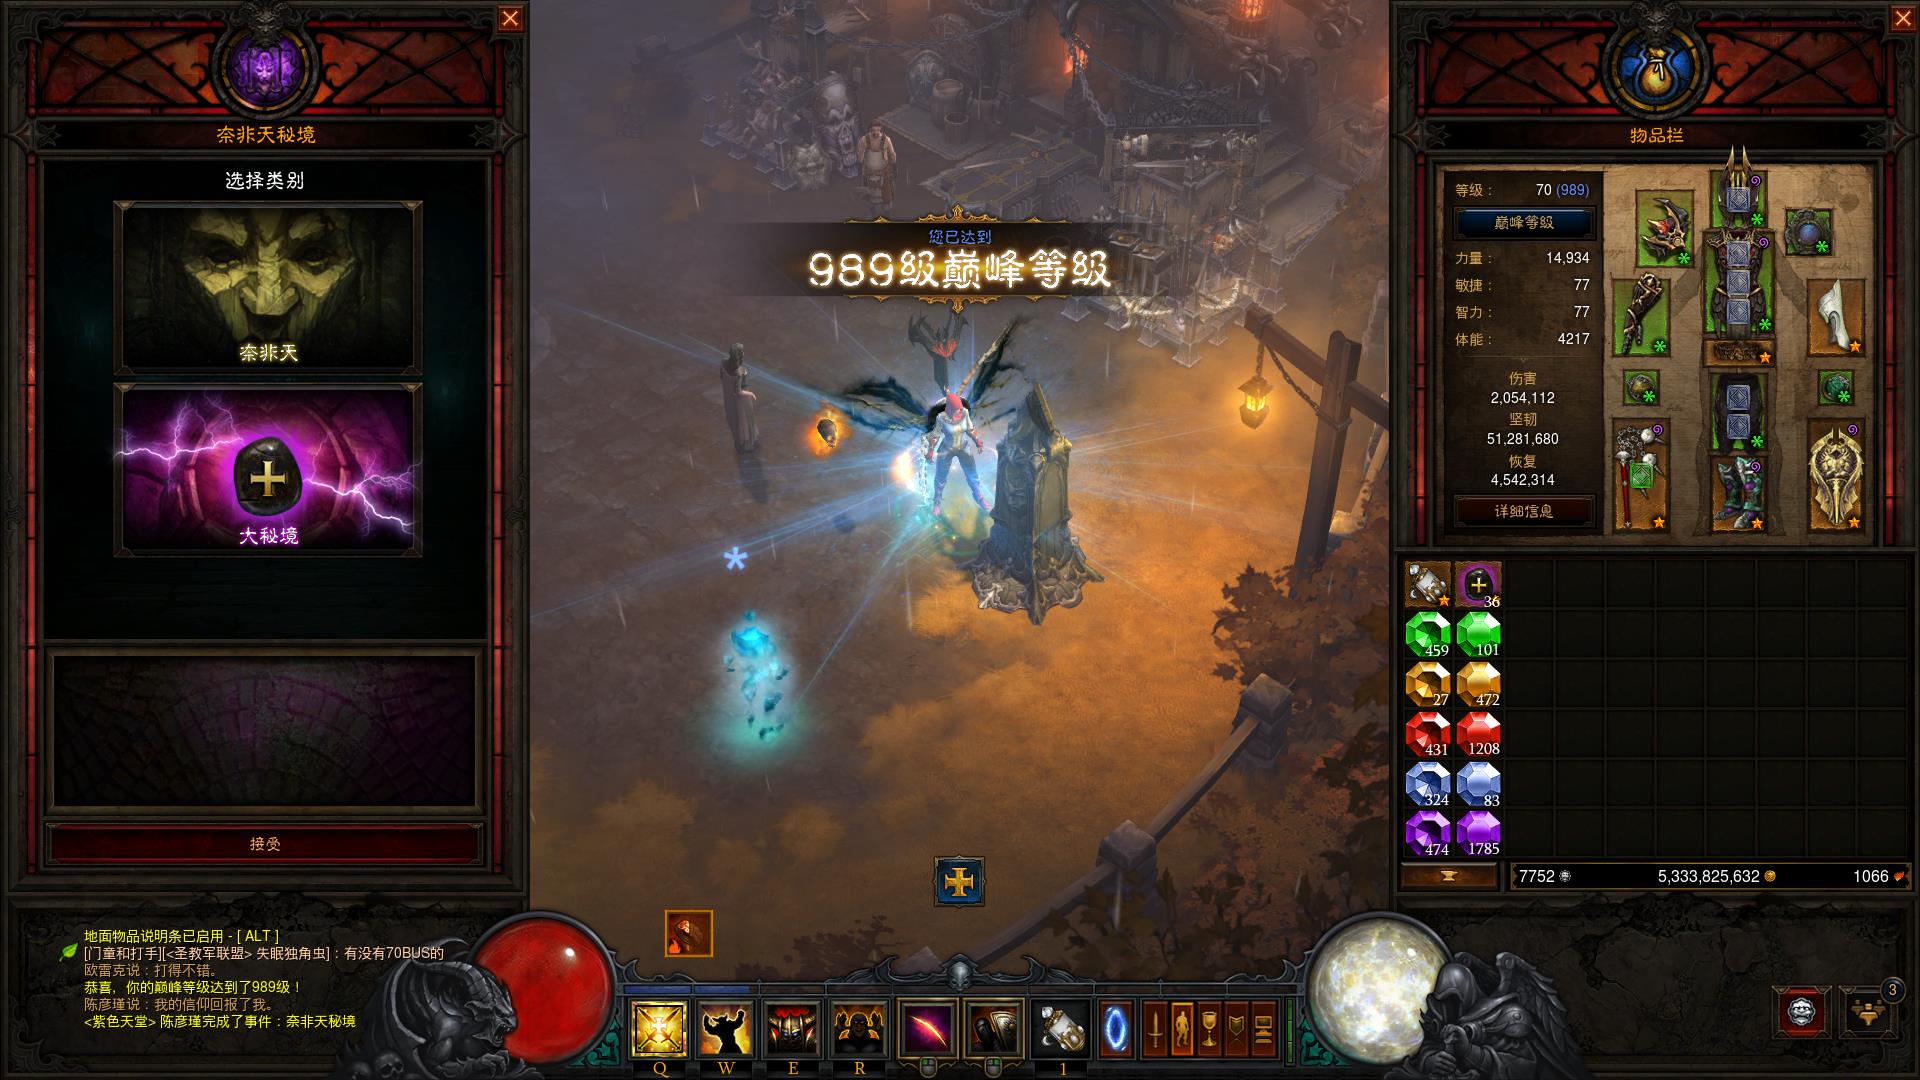 奈非天秘境
选择类别
奈非天
大秘境
接受
您已达到
989级巅峰等级
物品栏
等级： 70 (989)
巅峰等级
力量： 14,934
敏捷： 77
智力： 77
体能： 4217
伤害
2,054,112
坚韧
51,281,680
恢复
4,542,314
详细信息
36
459 101
27 472
431 1208
324 83
474 1785
7752 5,333,825,632 1066
地面物品说明条已启用 - [ ALT ]
[门童和打手][<圣教军联盟> 失眠独角虫]：有没有70BUS的
欧雷克说：打得不错。
恭喜，你的巅峰等级达到了989级！
陈彦瑾说：我的信仰回报了我。
<紫色天堂> 陈彦瑾完成了事件：奈非天秘境
Q W E R 1
3